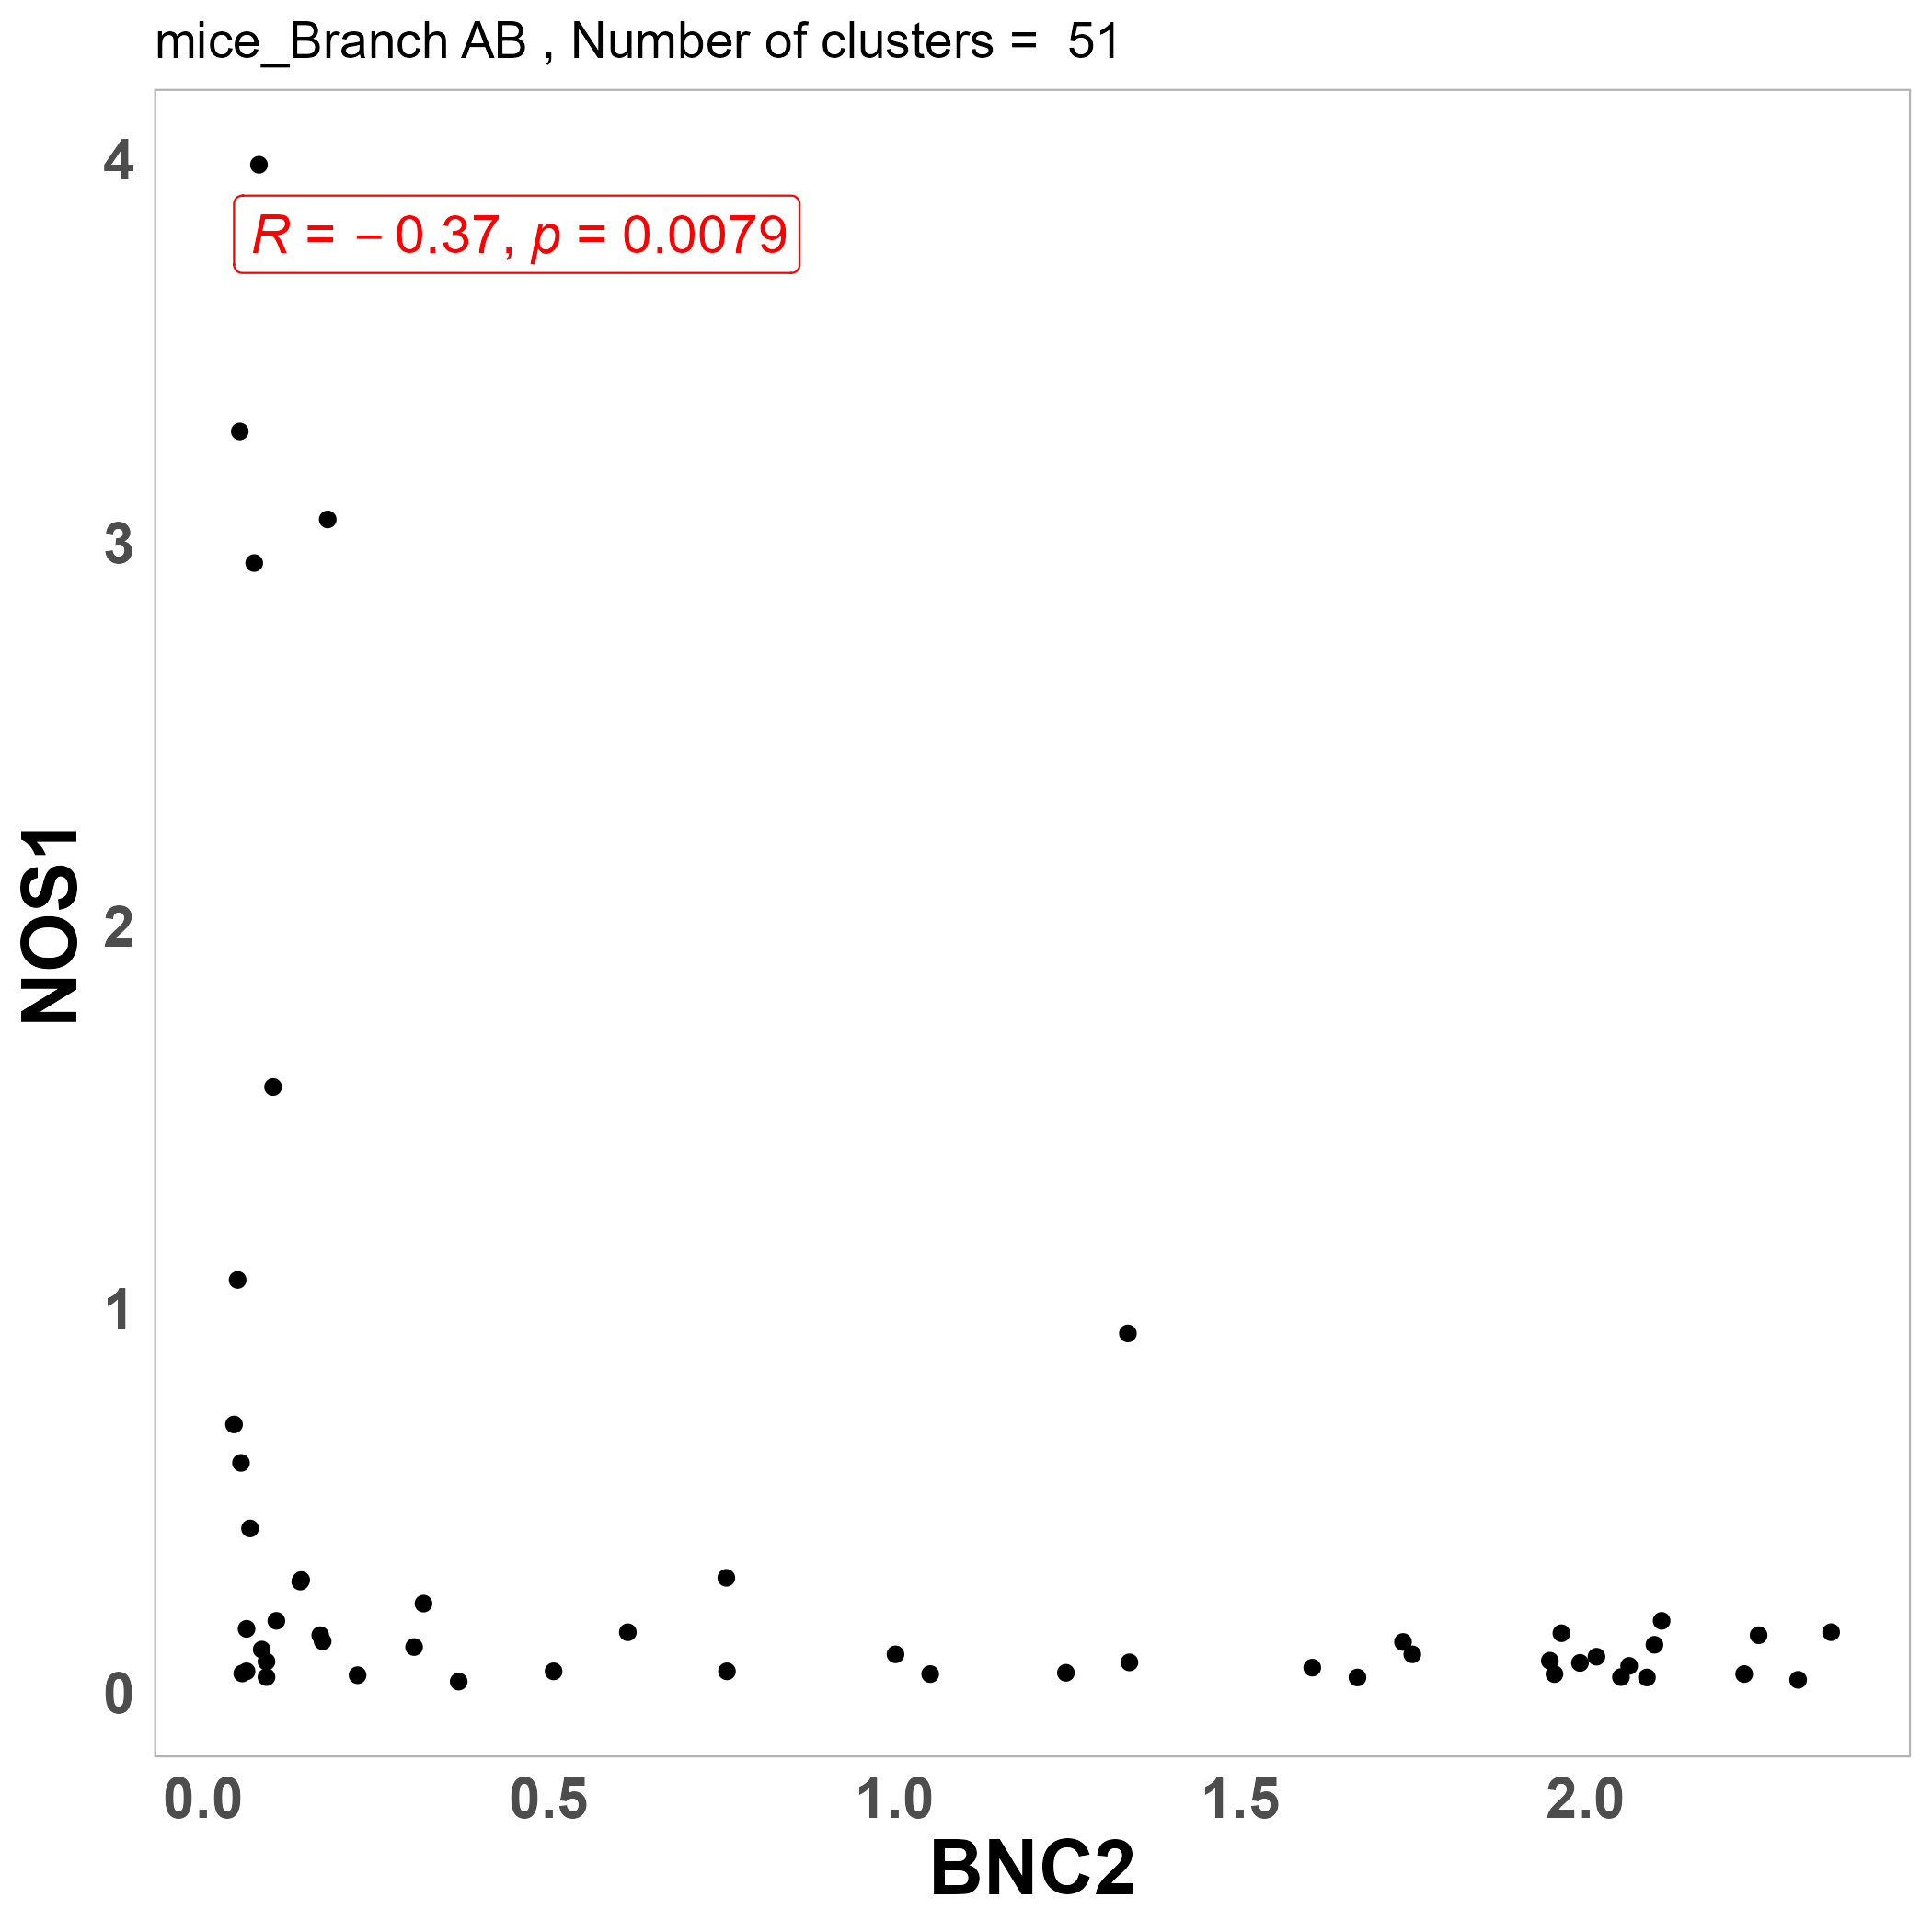 mice_Branch AB , Number of clusters =  51
4
R = − 0.37, p = 0.0079
3
2
1
0
NOS1
0.0 0.5 1.0 1.5 2.0
BNC2